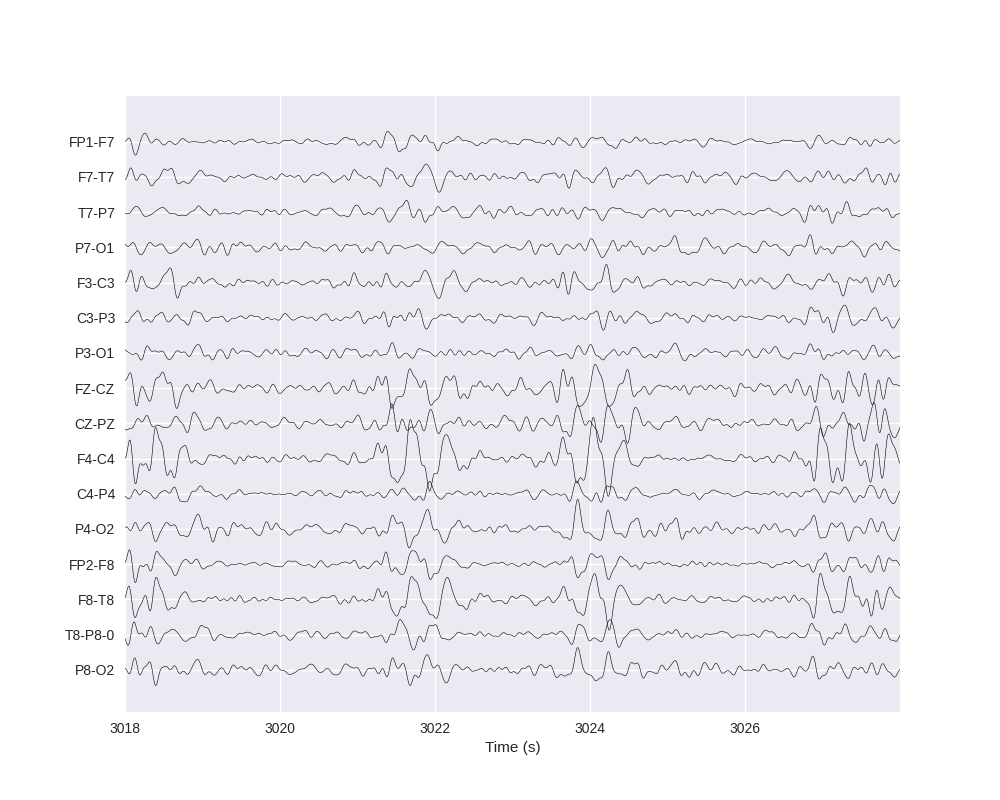 FP1-F7
F7-T7
T7-P7
P7-O1
F3-C3
C3-P3
P3-O1
FZ-CZ
CZ-PZ
F4-C4
C4-P4
P4-O2
FP2-F8
F8-T8
T8-P8-0
P8-O2
3018 3020 3022 3024 3026
Time (s)